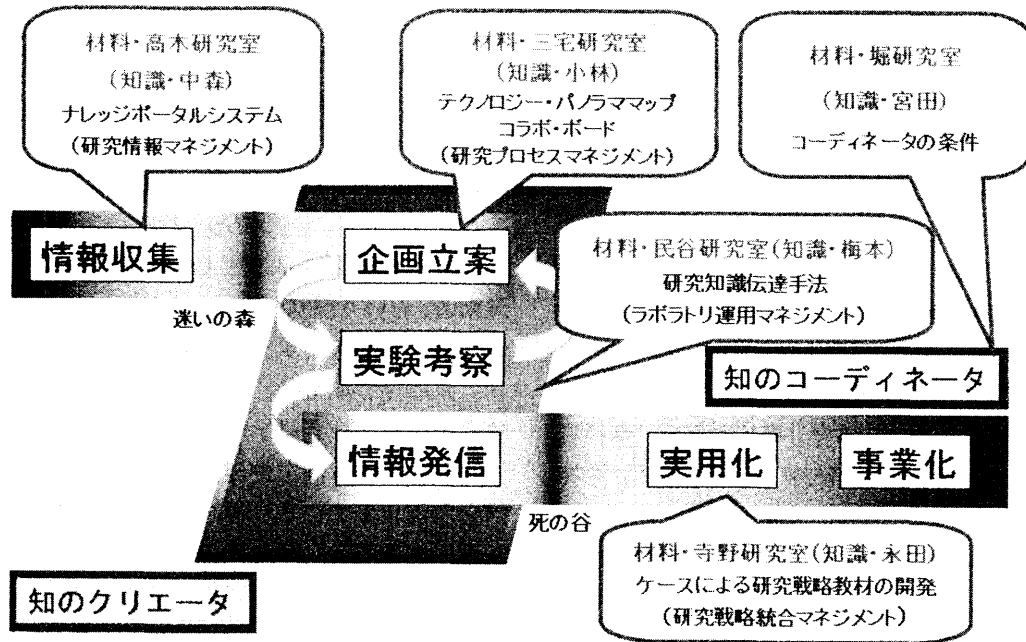 材料・高木研究室
(知識・中森)
ナレッジポータルシステム
(研究情報マネジメント)
材料・三宅研究室
(知識・小林)
テクノロジー・パノラママップ
コラボ・ボード
(研究プロセスマネジメント)
材料・堀研究室
(知識・宮田)
コーディネータの条件
情報収集
企画立案
材料・民谷研究室(知識・梅本)
研究知識伝達手法
(ラボラトリ運用マネジメント)
迷いの森
実験考察
知のコーディネータ
情報発信
実用化
事業化
死の谷
材料・寺野研究室(知識・永田)
ケースによる研究戦略教材の開発
(研究戦略統合マネジメント)
知のクリエータ